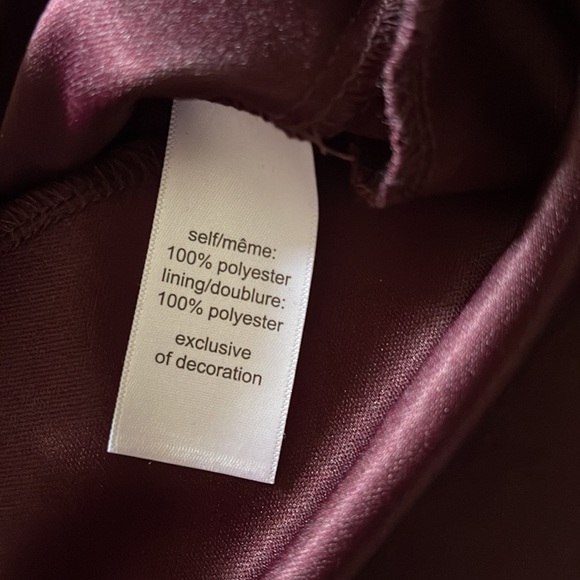 self/même:
100% polyester
lining/doublure:
100% polyester
exclusive
of decoration